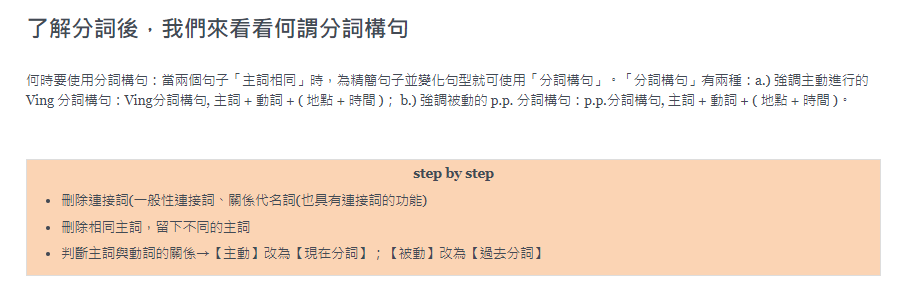 了解分詞後，我們來看看何謂分詞構句
何時要使用分詞構句：當兩個句子「主詞相同」時，為精簡句子並變化句型就可使用「分詞構句」。「分詞構句」有兩種：a.) 強調主動進行的
Ving 分詞構句：Ving分詞構句, 主詞 + 動詞 + ( 地點 + 時間 )； b.) 強調被動的 p.p. 分詞構句：p.p.分詞構句, 主詞 + 動詞 + ( 地點 + 時間 )。
step by step
• 刪除連接詞(一般性連接詞、關係代名詞(也具有連接詞的功能)
• 刪除相同主詞，留下不同的主詞
• 判斷主詞與動詞的關係→【主動】改為【現在分詞】；【被動】改為【過去分詞】